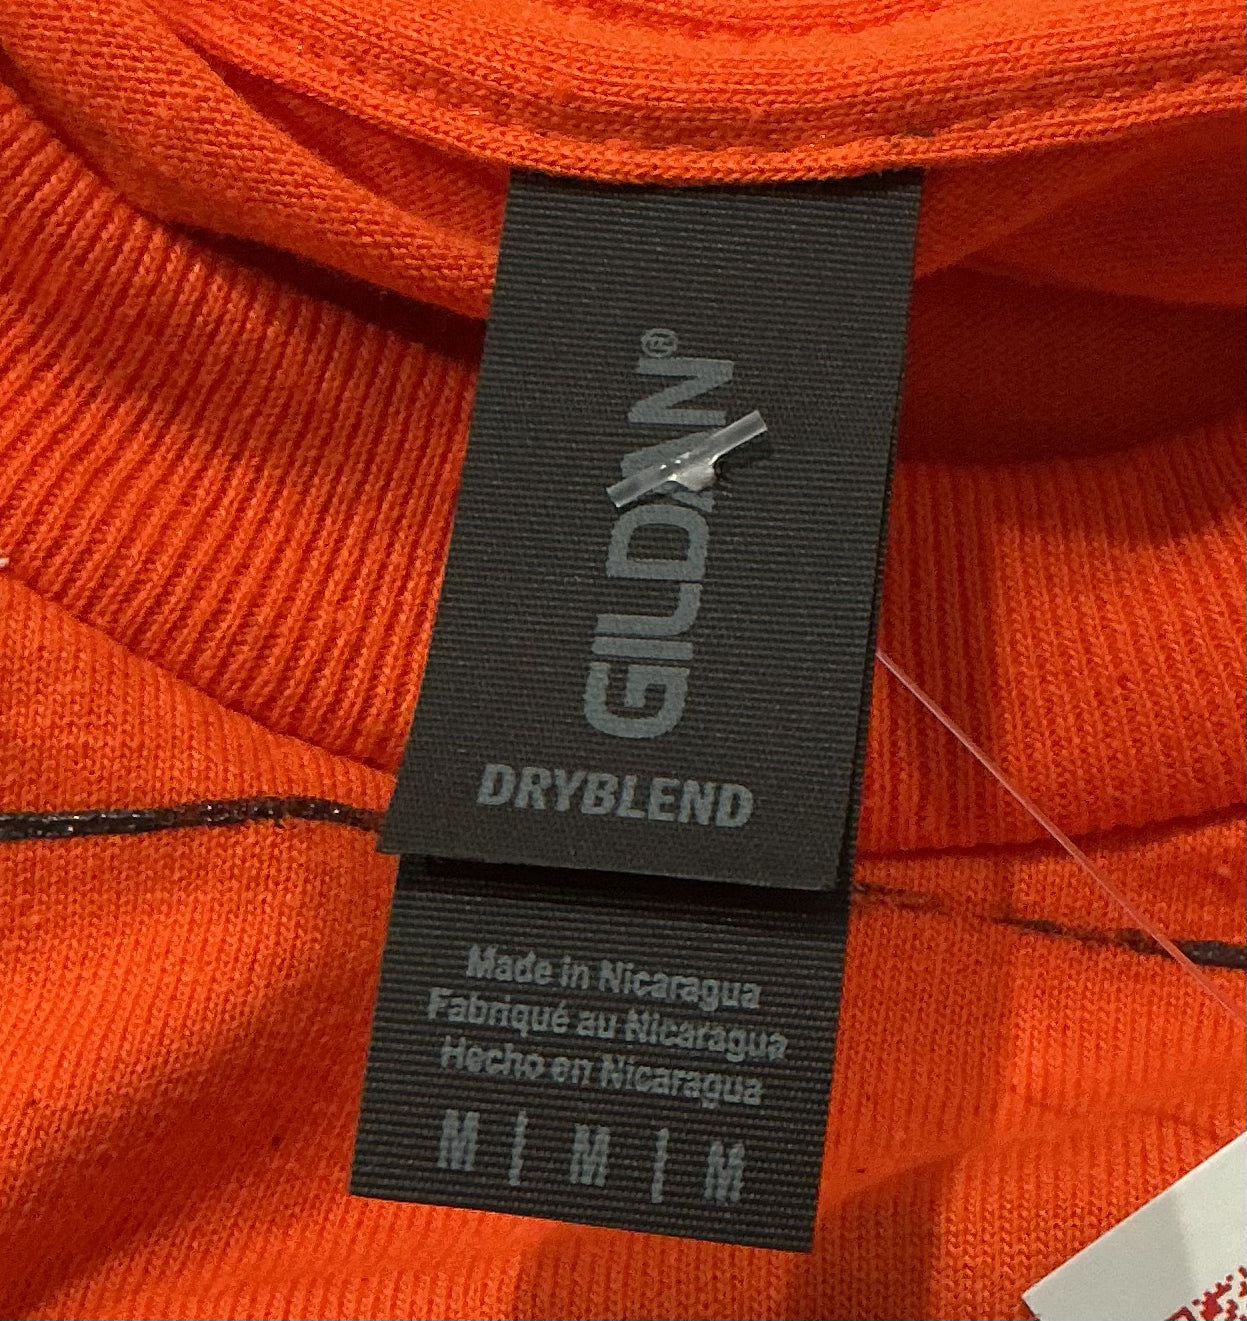 GILDAN®
DRYBLEND
Made in Nicaragua
Fabriqué au Nicaragua
Hecho en Nicaragua
M | M | M